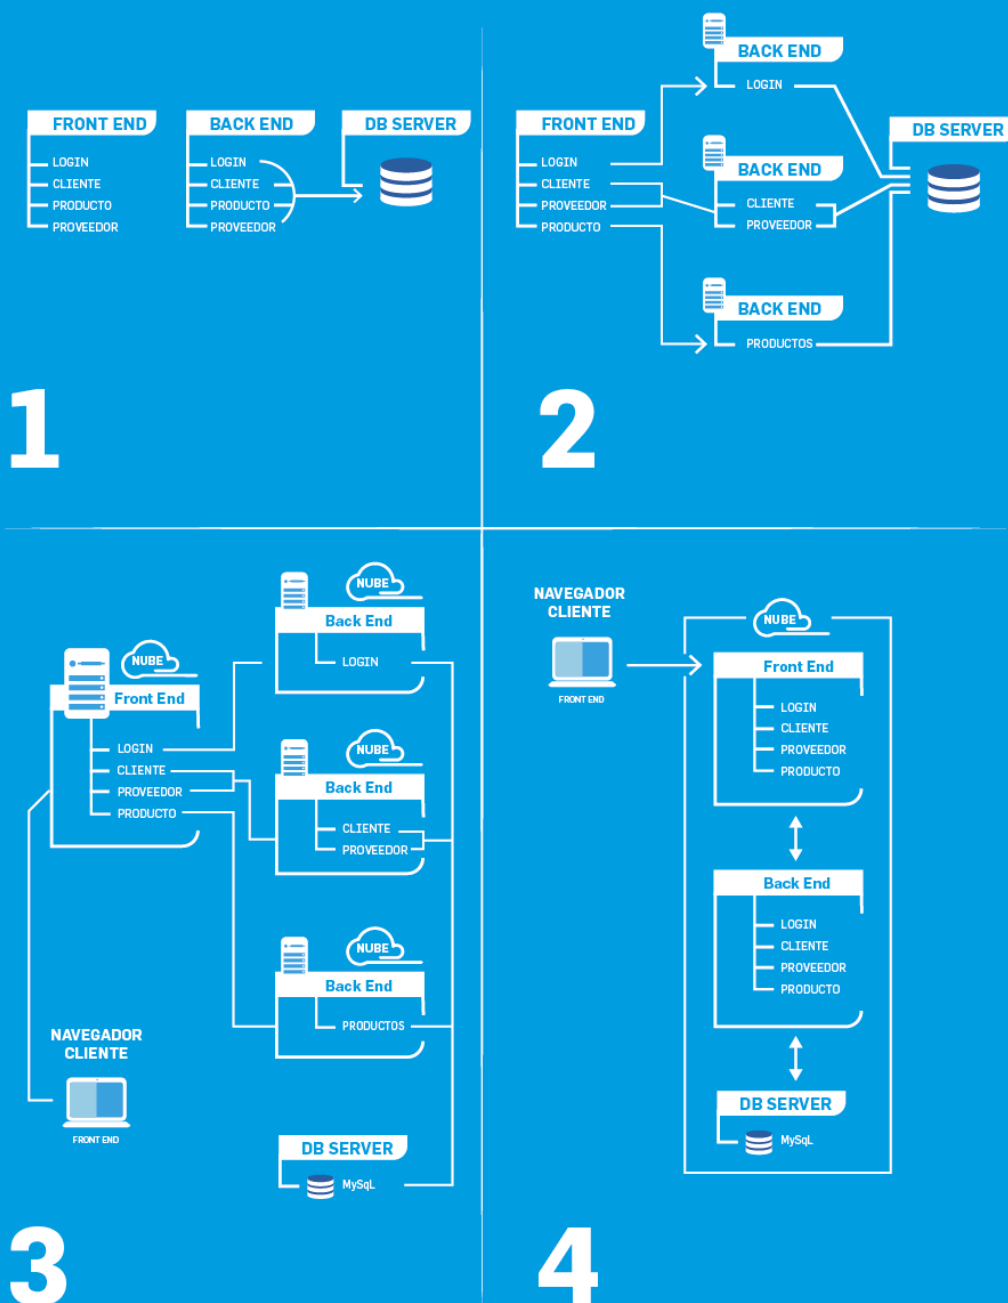 FRONT END
LOGIN
CLIENTE
PRODUCTO
PROVEEDOR
BACK END
LOGIN
CLIENTE
PRODUCTO
PROVEEDOR
DB SERVER
1
FRONT END
LOGIN
CLIENTE
PROVEEDOR
PRODUCTO
BACK END
LOGIN
BACK END
CLIENTE
PROVEEDOR
BACK END
PRODUCTOS
DB SERVER
2
NUBE
Front End
LOGIN
CLIENTE
PROVEEDOR
PRODUCTO
NUBE
Back End
LOGIN
NUBE
Back End
CLIENTE
PROVEEDOR
NUBE
Back End
PRODUCTOS
NAVEGADOR
CLIENTE
FRONT END
DB SERVER
MySqL
3
NAVEGADOR
CLIENTE
FRONT END
NUBE
Front End
LOGIN
CLIENTE
PROVEEDOR
PRODUCTO
Back End
LOGIN
CLIENTE
PROVEEDOR
PRODUCTO
DB SERVER
MySqL
4